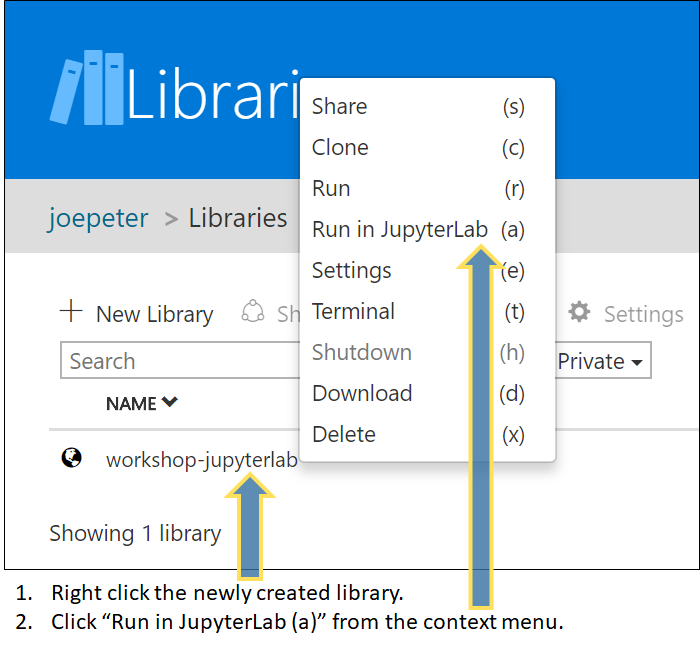 Librari
Share (s)
Clone (c)
Run (r)
Run in JupyterLab (a)
Settings (e)
Terminal (t)
Shutdown (h)
Download (d)
Delete (x)
joepeter > Libraries
New Library Sh Settings
Search Private
NAME
workshop-jupyterlab
Showing 1 library
1. Right click the newly created library.
2. Click “Run in JupyterLab (a)” from the context menu.